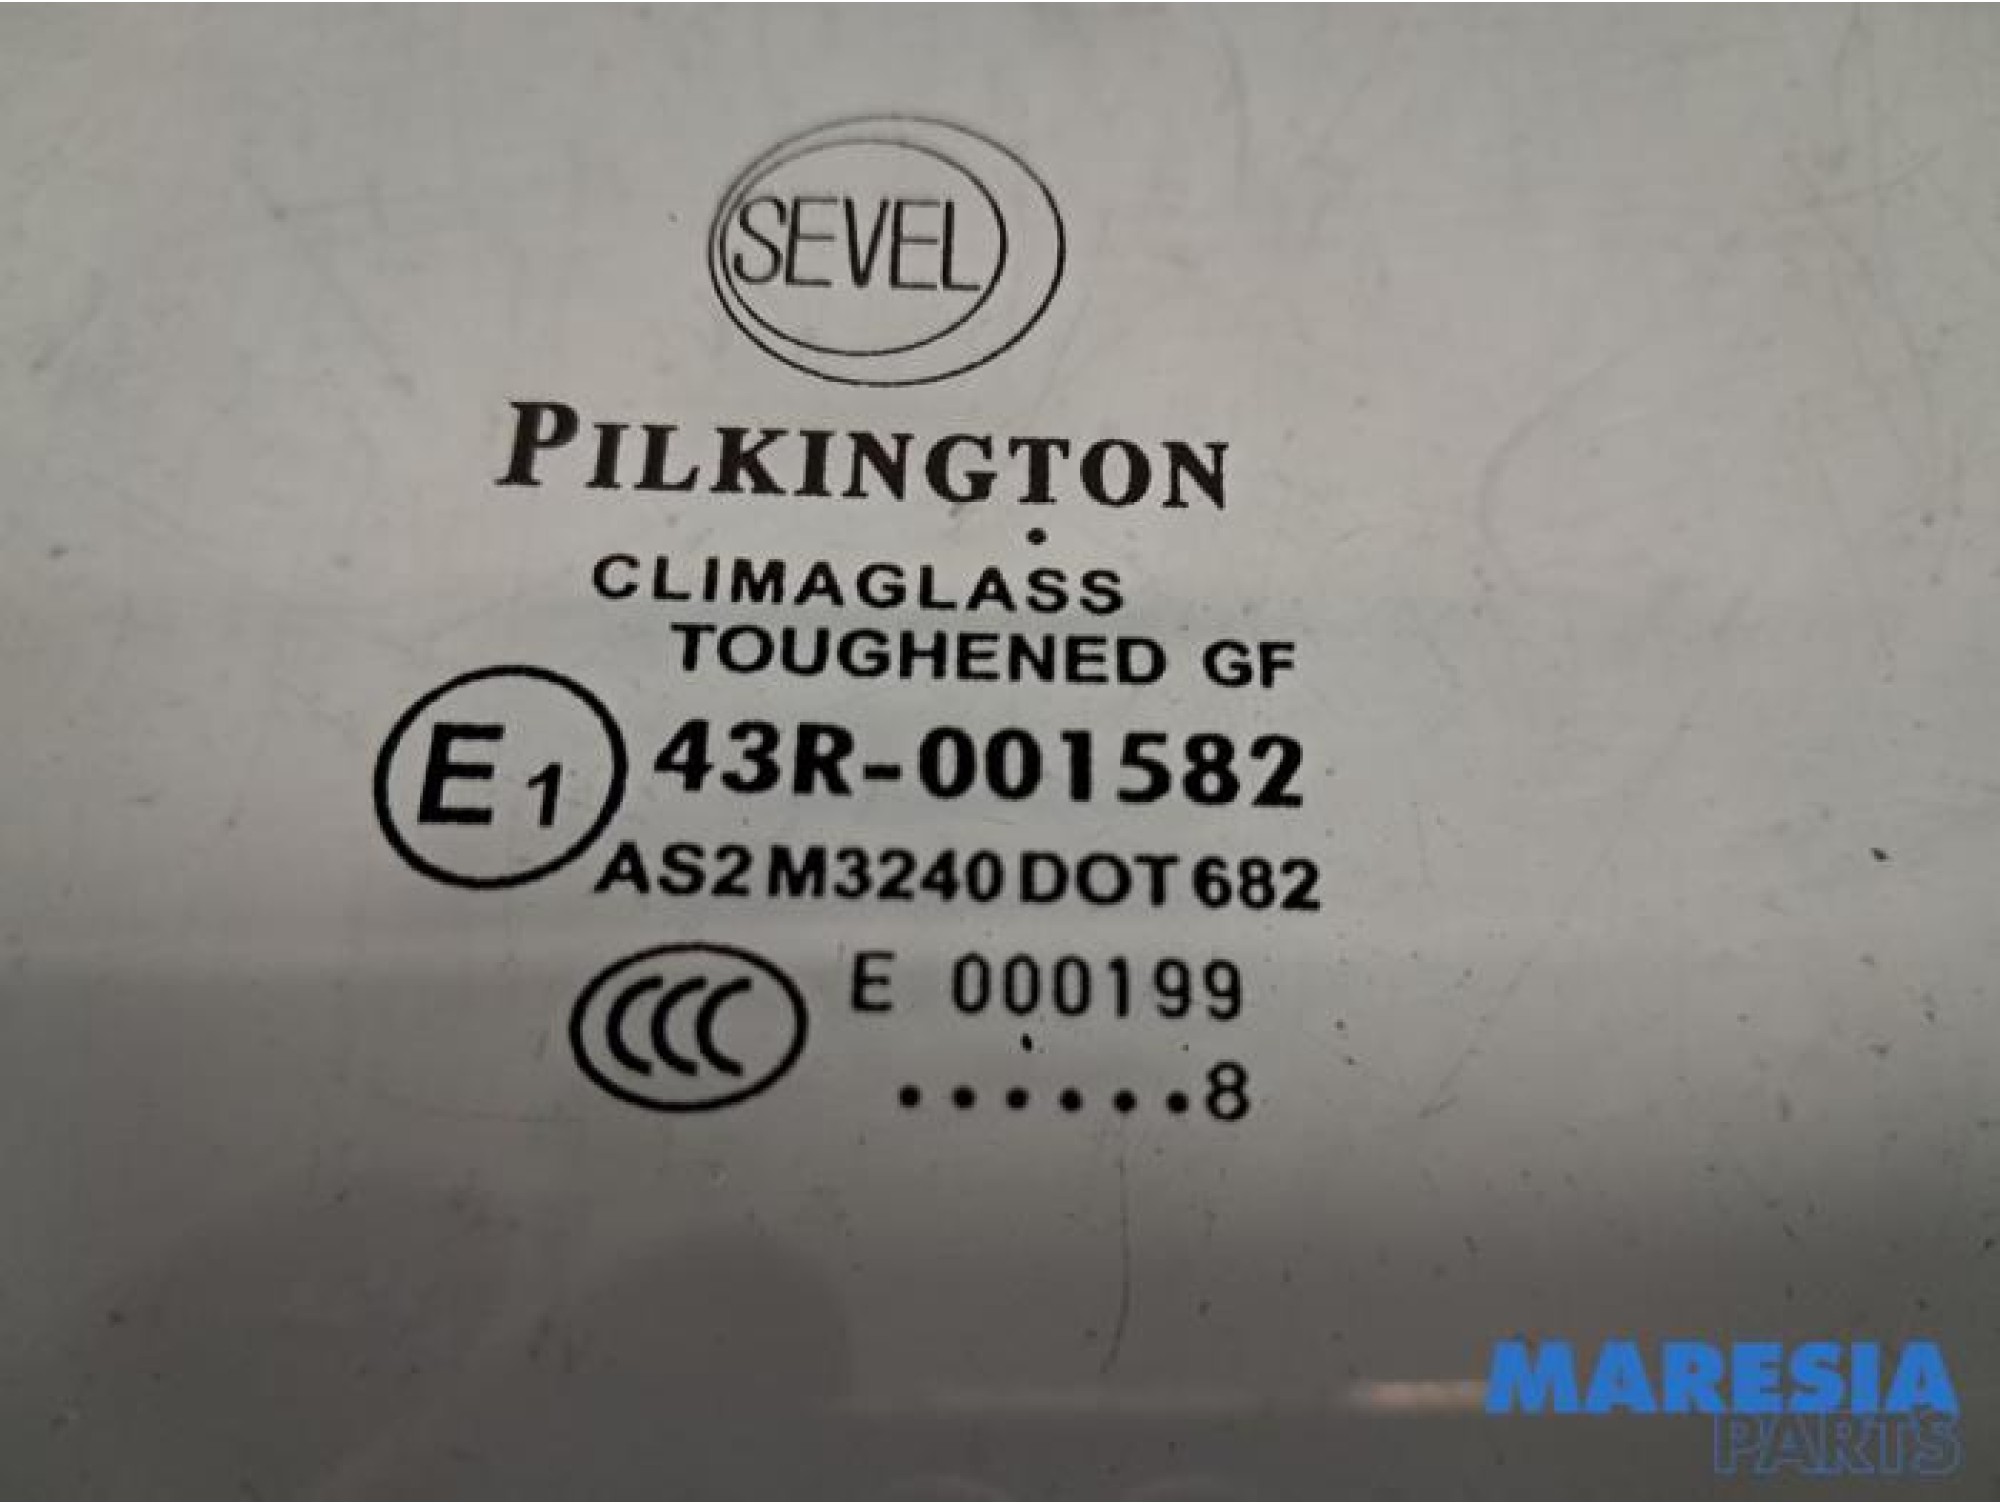 SEVEL
PILKINGTON
CLIMAGLASS
TOUGHENED GF
E1 43R-001582
AS2 M3240 DOT 682
CCC E 000199
......8
MARESIA
PARTS